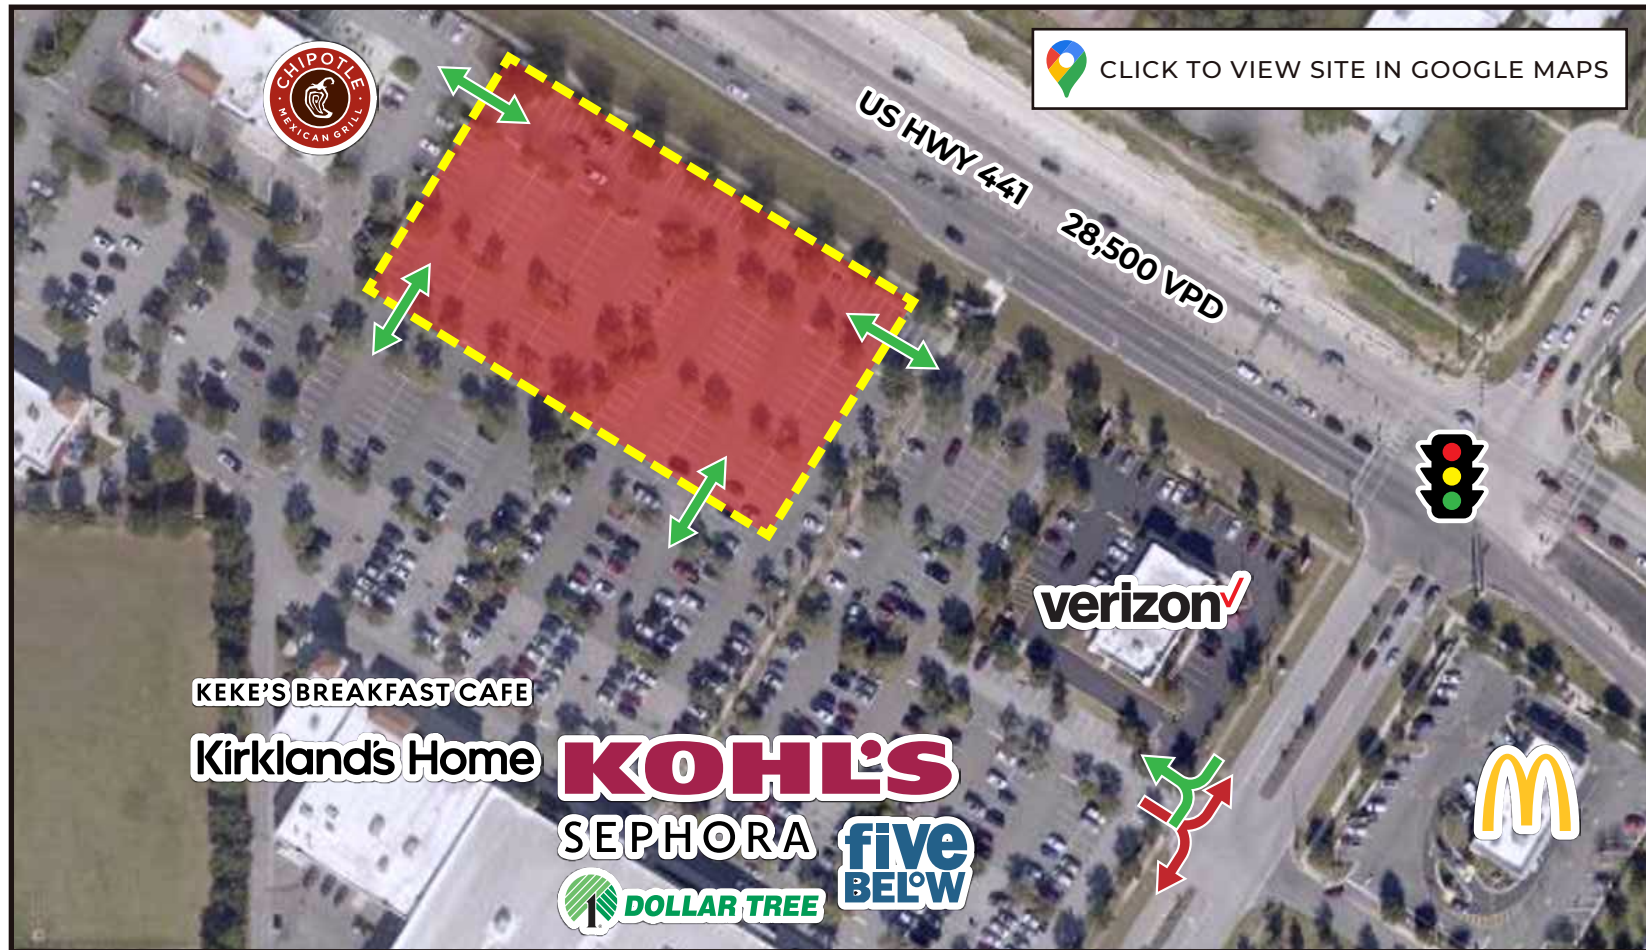 CLICK TO VIEW SITE IN GOOGLE MAPS
CHIPOTLE
MEXICAN GRILL
US HWY 441 28,500 VPD
verizon
KEKE'S BREAKFAST CAFE
Kirkland's Home
KOHL'S
SEPHORA
five
BEL°W
DOLLAR TREE